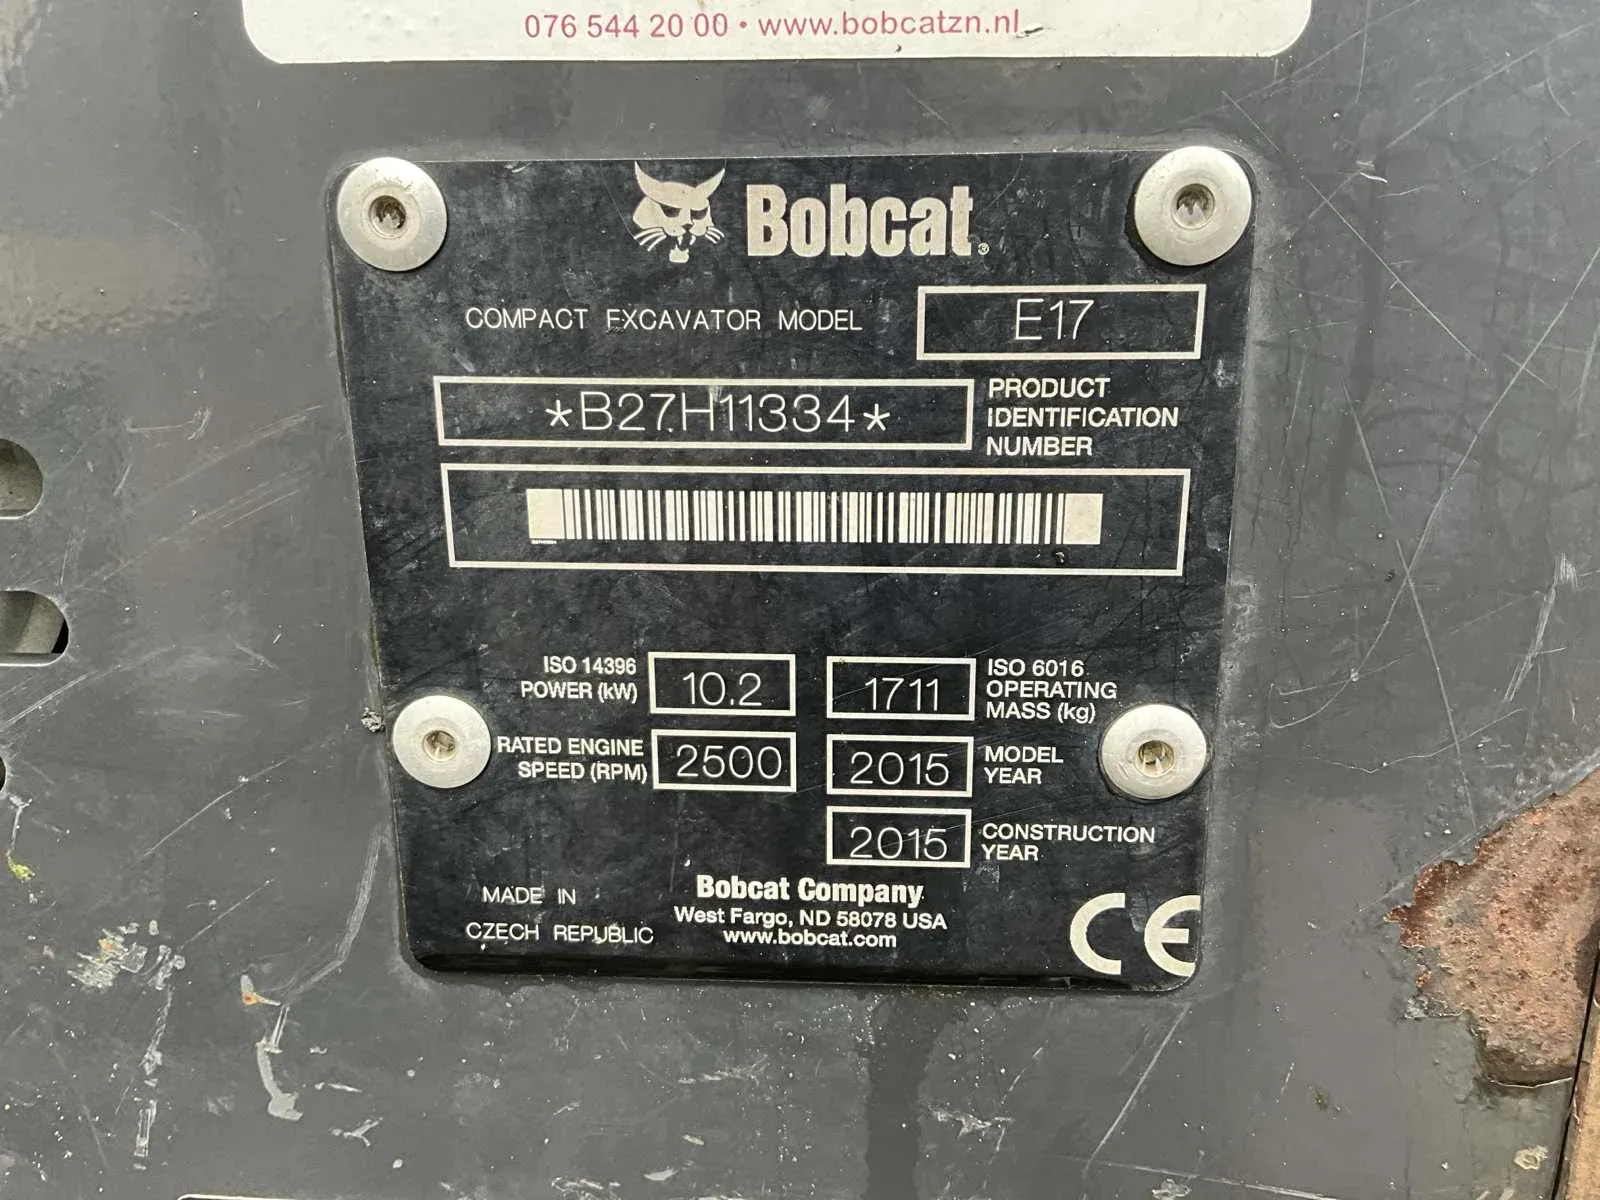 076 544 20 00 • www.bobcatzn.nl
Bobcat®
COMPACT EXCAVATOR MODEL E17
*B27H11334* PRODUCT IDENTIFICATION NUMBER
ISO 14396 POWER (kW) 10.2
1711 ISO 6016 OPERATING MASS (kg)
RATED ENGINE SPEED (RPM) 2500
2015 MODEL YEAR
2015 CONSTRUCTION YEAR
MADE IN
CZECH REPUBLIC
Bobcat Company
West Fargo, ND 58078 USA
www.bobcat.com
CE